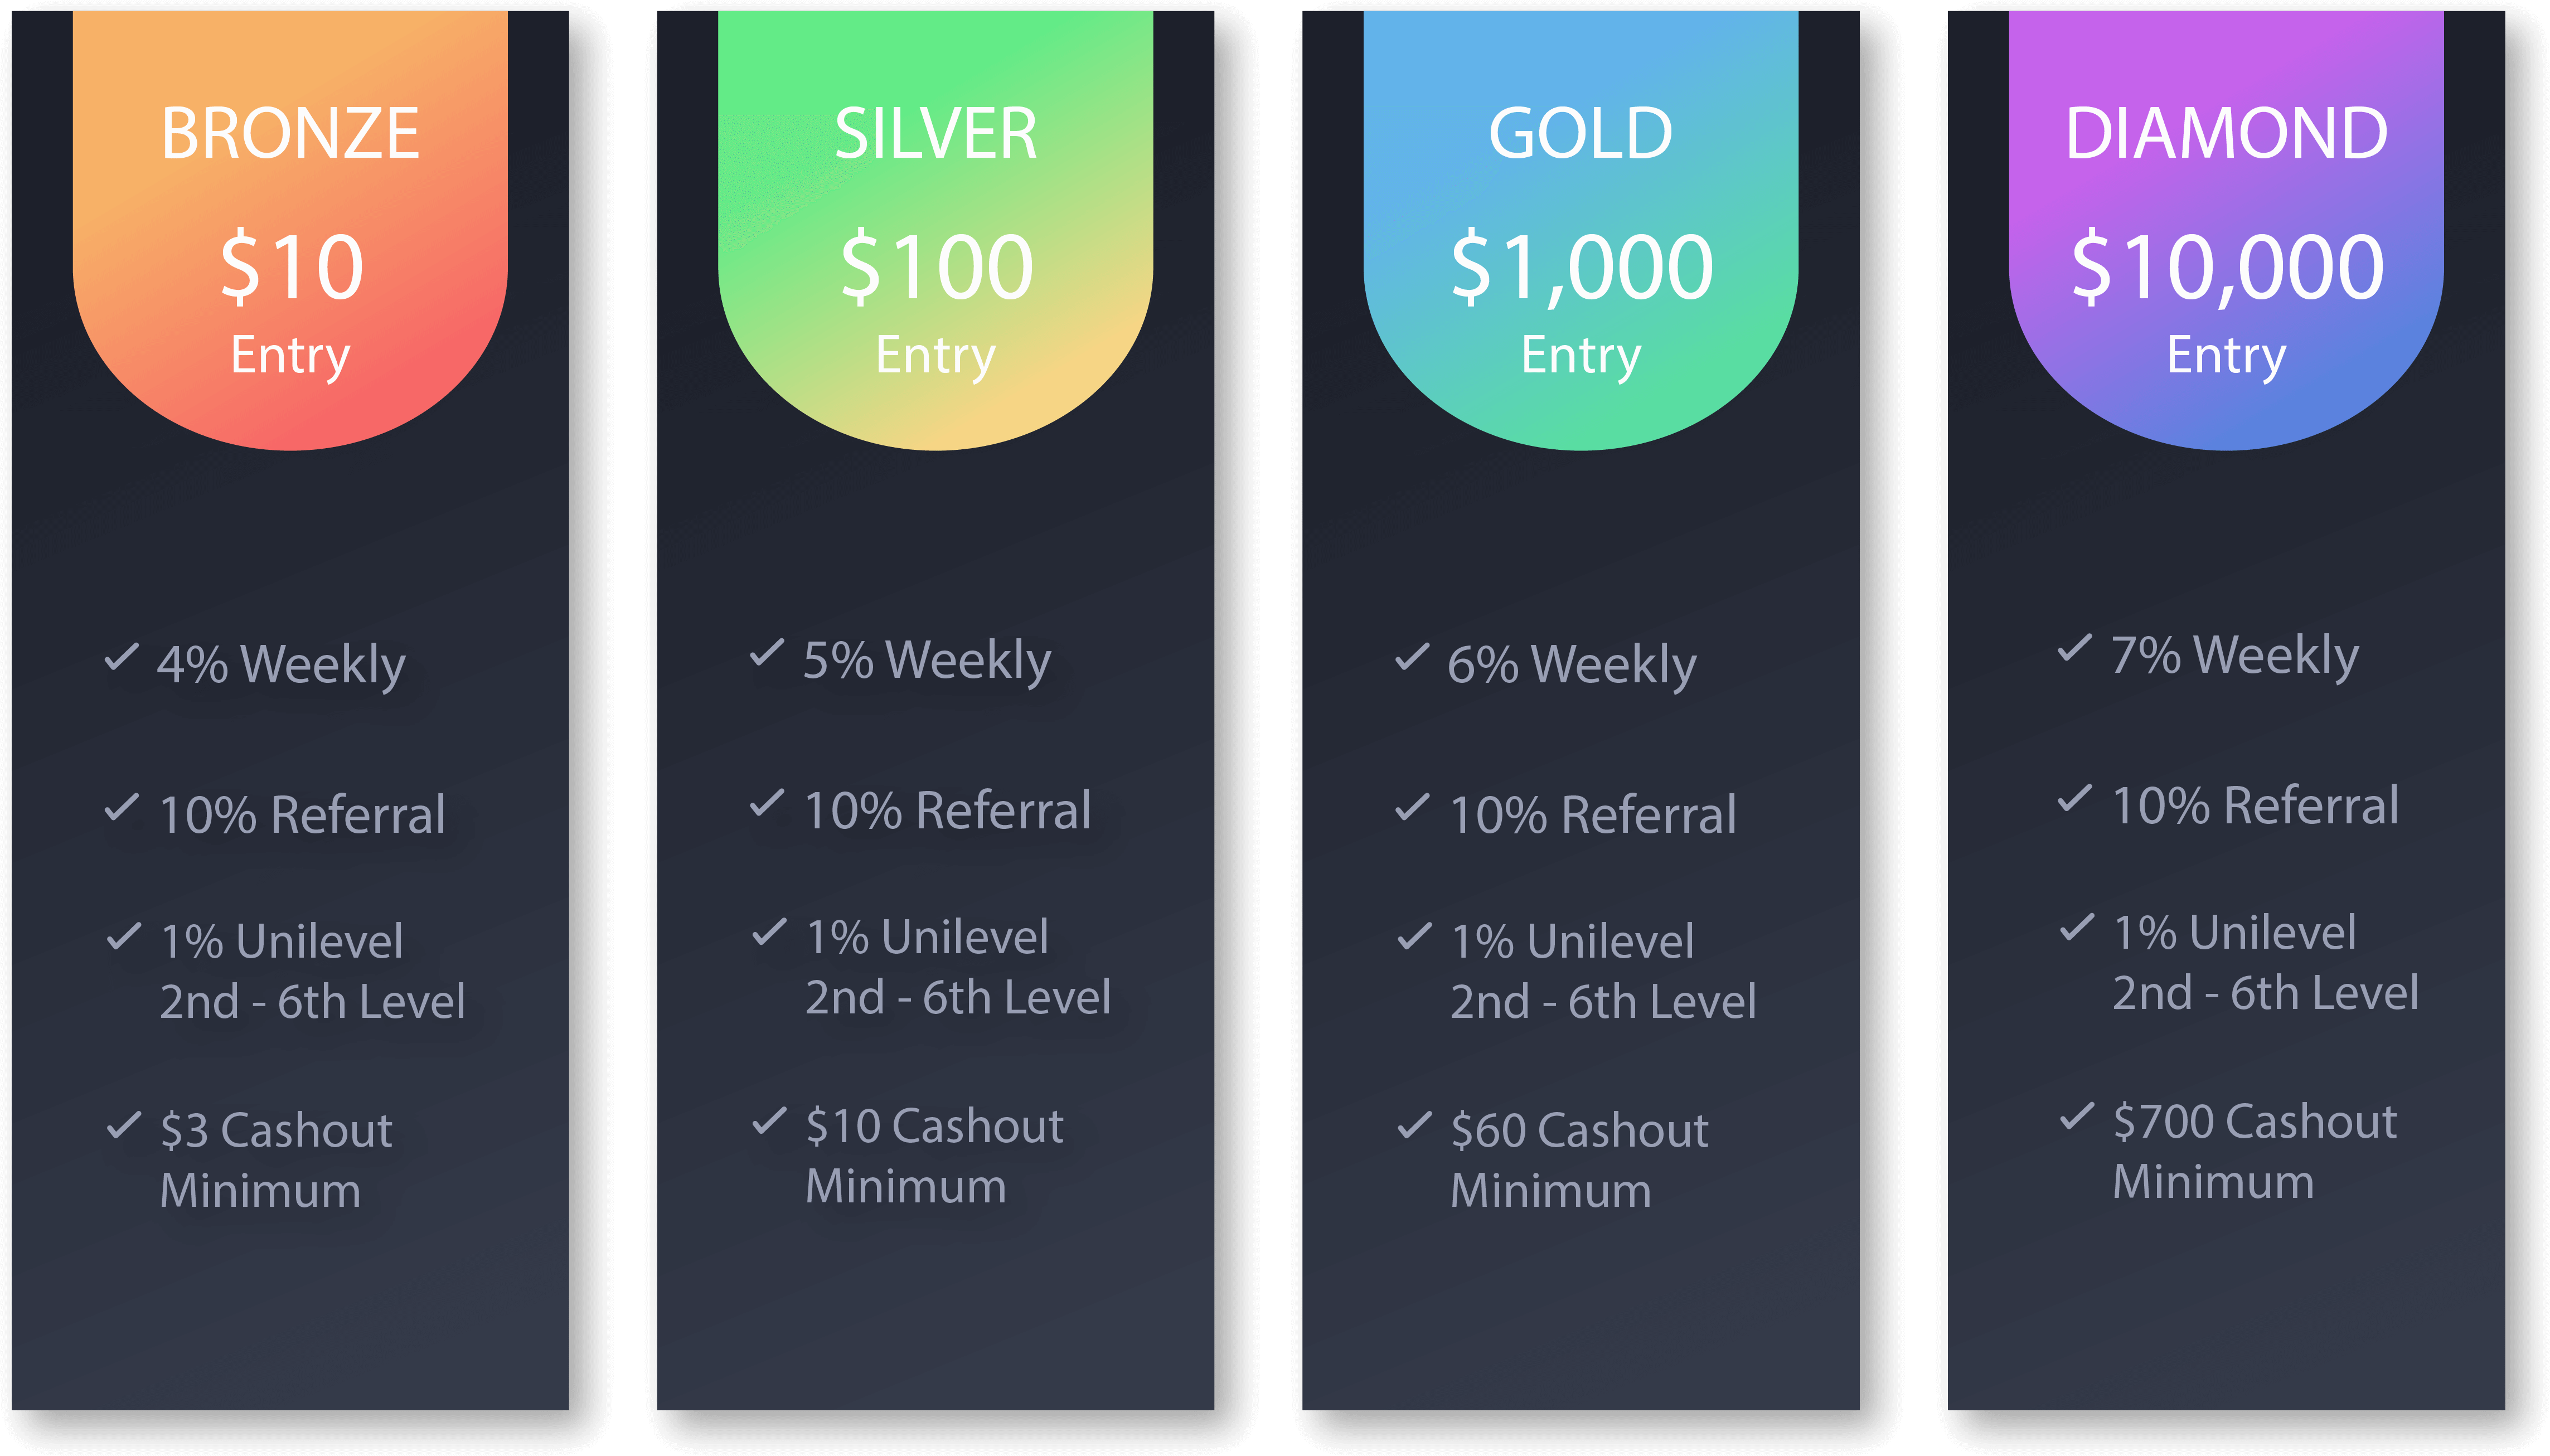 BRONZE
$10
Entry
4% Weekly
10% Referral
1% Unilevel
2nd - 6th Level
$3 Cashout
Minimum
SILVER
$100
Entry
5% Weekly
10% Referral
1% Unilevel
2nd - 6th Level
$10 Cashout
Minimum
GOLD
$1,000
Entry
6% Weekly
10% Referral
1% Unilevel
2nd - 6th Level
$60 Cashout
Minimum
DIAMOND
$10,000
Entry
7% Weekly
10% Referral
1% Unilevel
2nd - 6th Level
$700 Cashout
Minimum